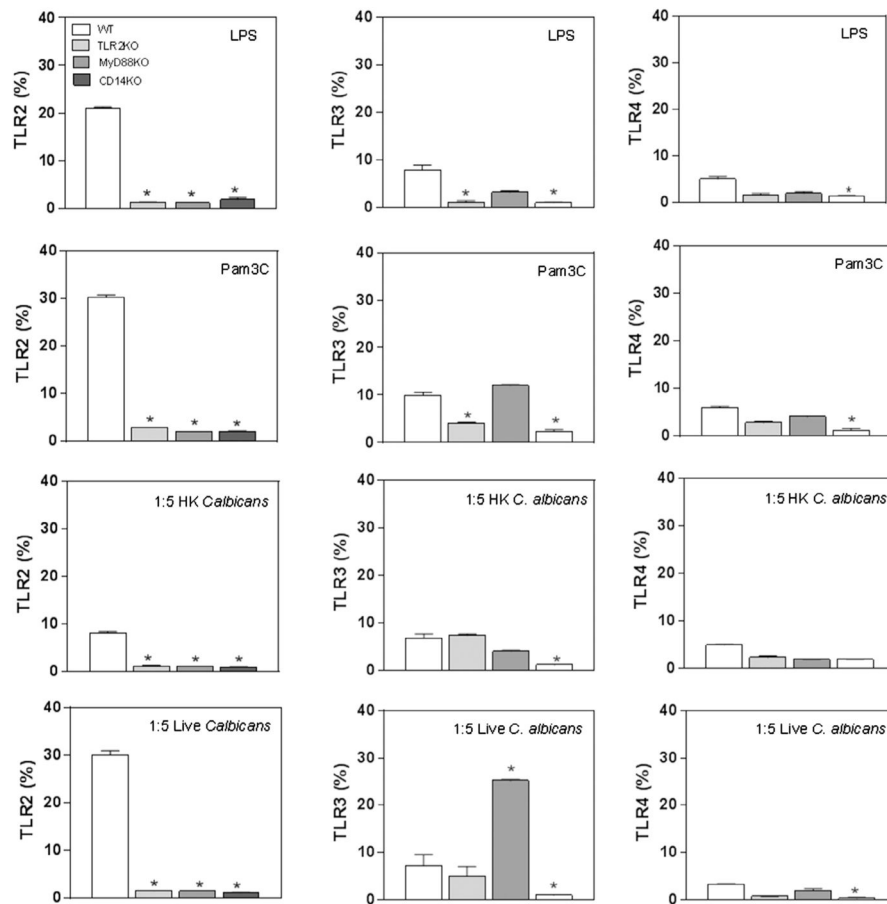 40
30
20
10
0
TLR2 (%)
WT
TLR2KO
MyD88KO
CD14KO
LPS
* * *
40
30
20
10
0
TLR3 (%)
LPS
* *
40
30
20
10
0
TLR4 (%)
LPS
*
40
30
20
10
0
TLR2 (%)
Pam3C
* * *
40
30
20
10
0
TLR3 (%)
Pam3C
* *
40
30
20
10
0
TLR4 (%)
Pam3C
*
40
30
20
10
0
TLR2 (%)
1:5 HK Calbicans
* * *
40
30
20
10
0
TLR3 (%)
1:5 HK C. albicans
*
40
30
20
10
0
TLR4 (%)
1:5 HK C. albicans
40
30
20
10
0
TLR2 (%)
1:5 Live Calbicans
* * *
40
30
20
10
0
TLR3 (%)
1:5 Live C. albicans
* *
40
30
20
10
0
TLR4 (%)
1:5 Live C. albicans
*